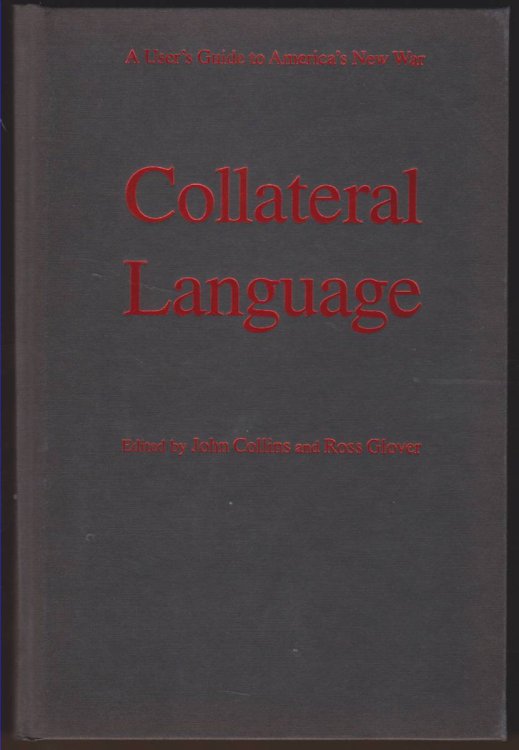 A User's Guide to America's New War
Collateral
Language
Edited by John Collins and Ross Glover